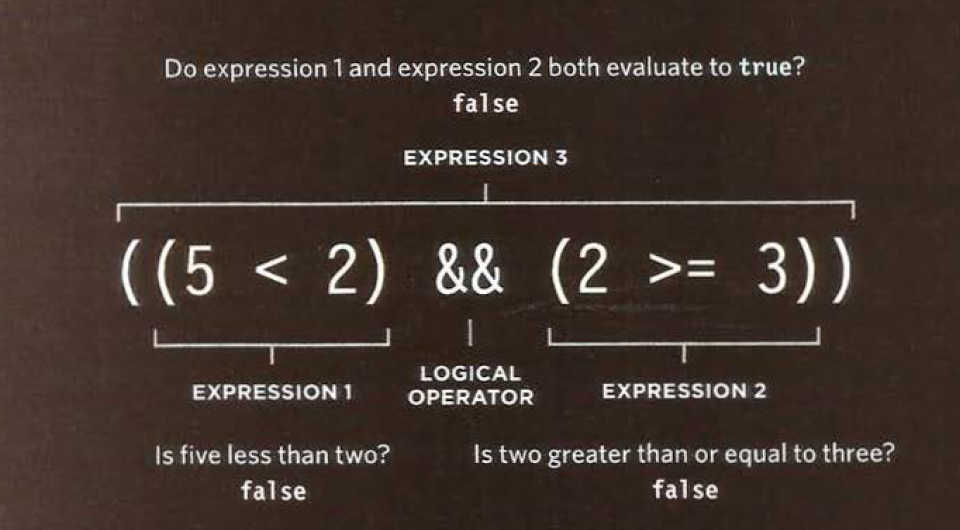 Do expression 1 and expression 2 both evaluate to true?
false
EXPRESSION 3
((5 < 2) && (2 >= 3))
EXPRESSION 1
LOGICAL
OPERATOR
EXPRESSION 2
Is five less than two?
false
Is two greater than or equal to three?
false